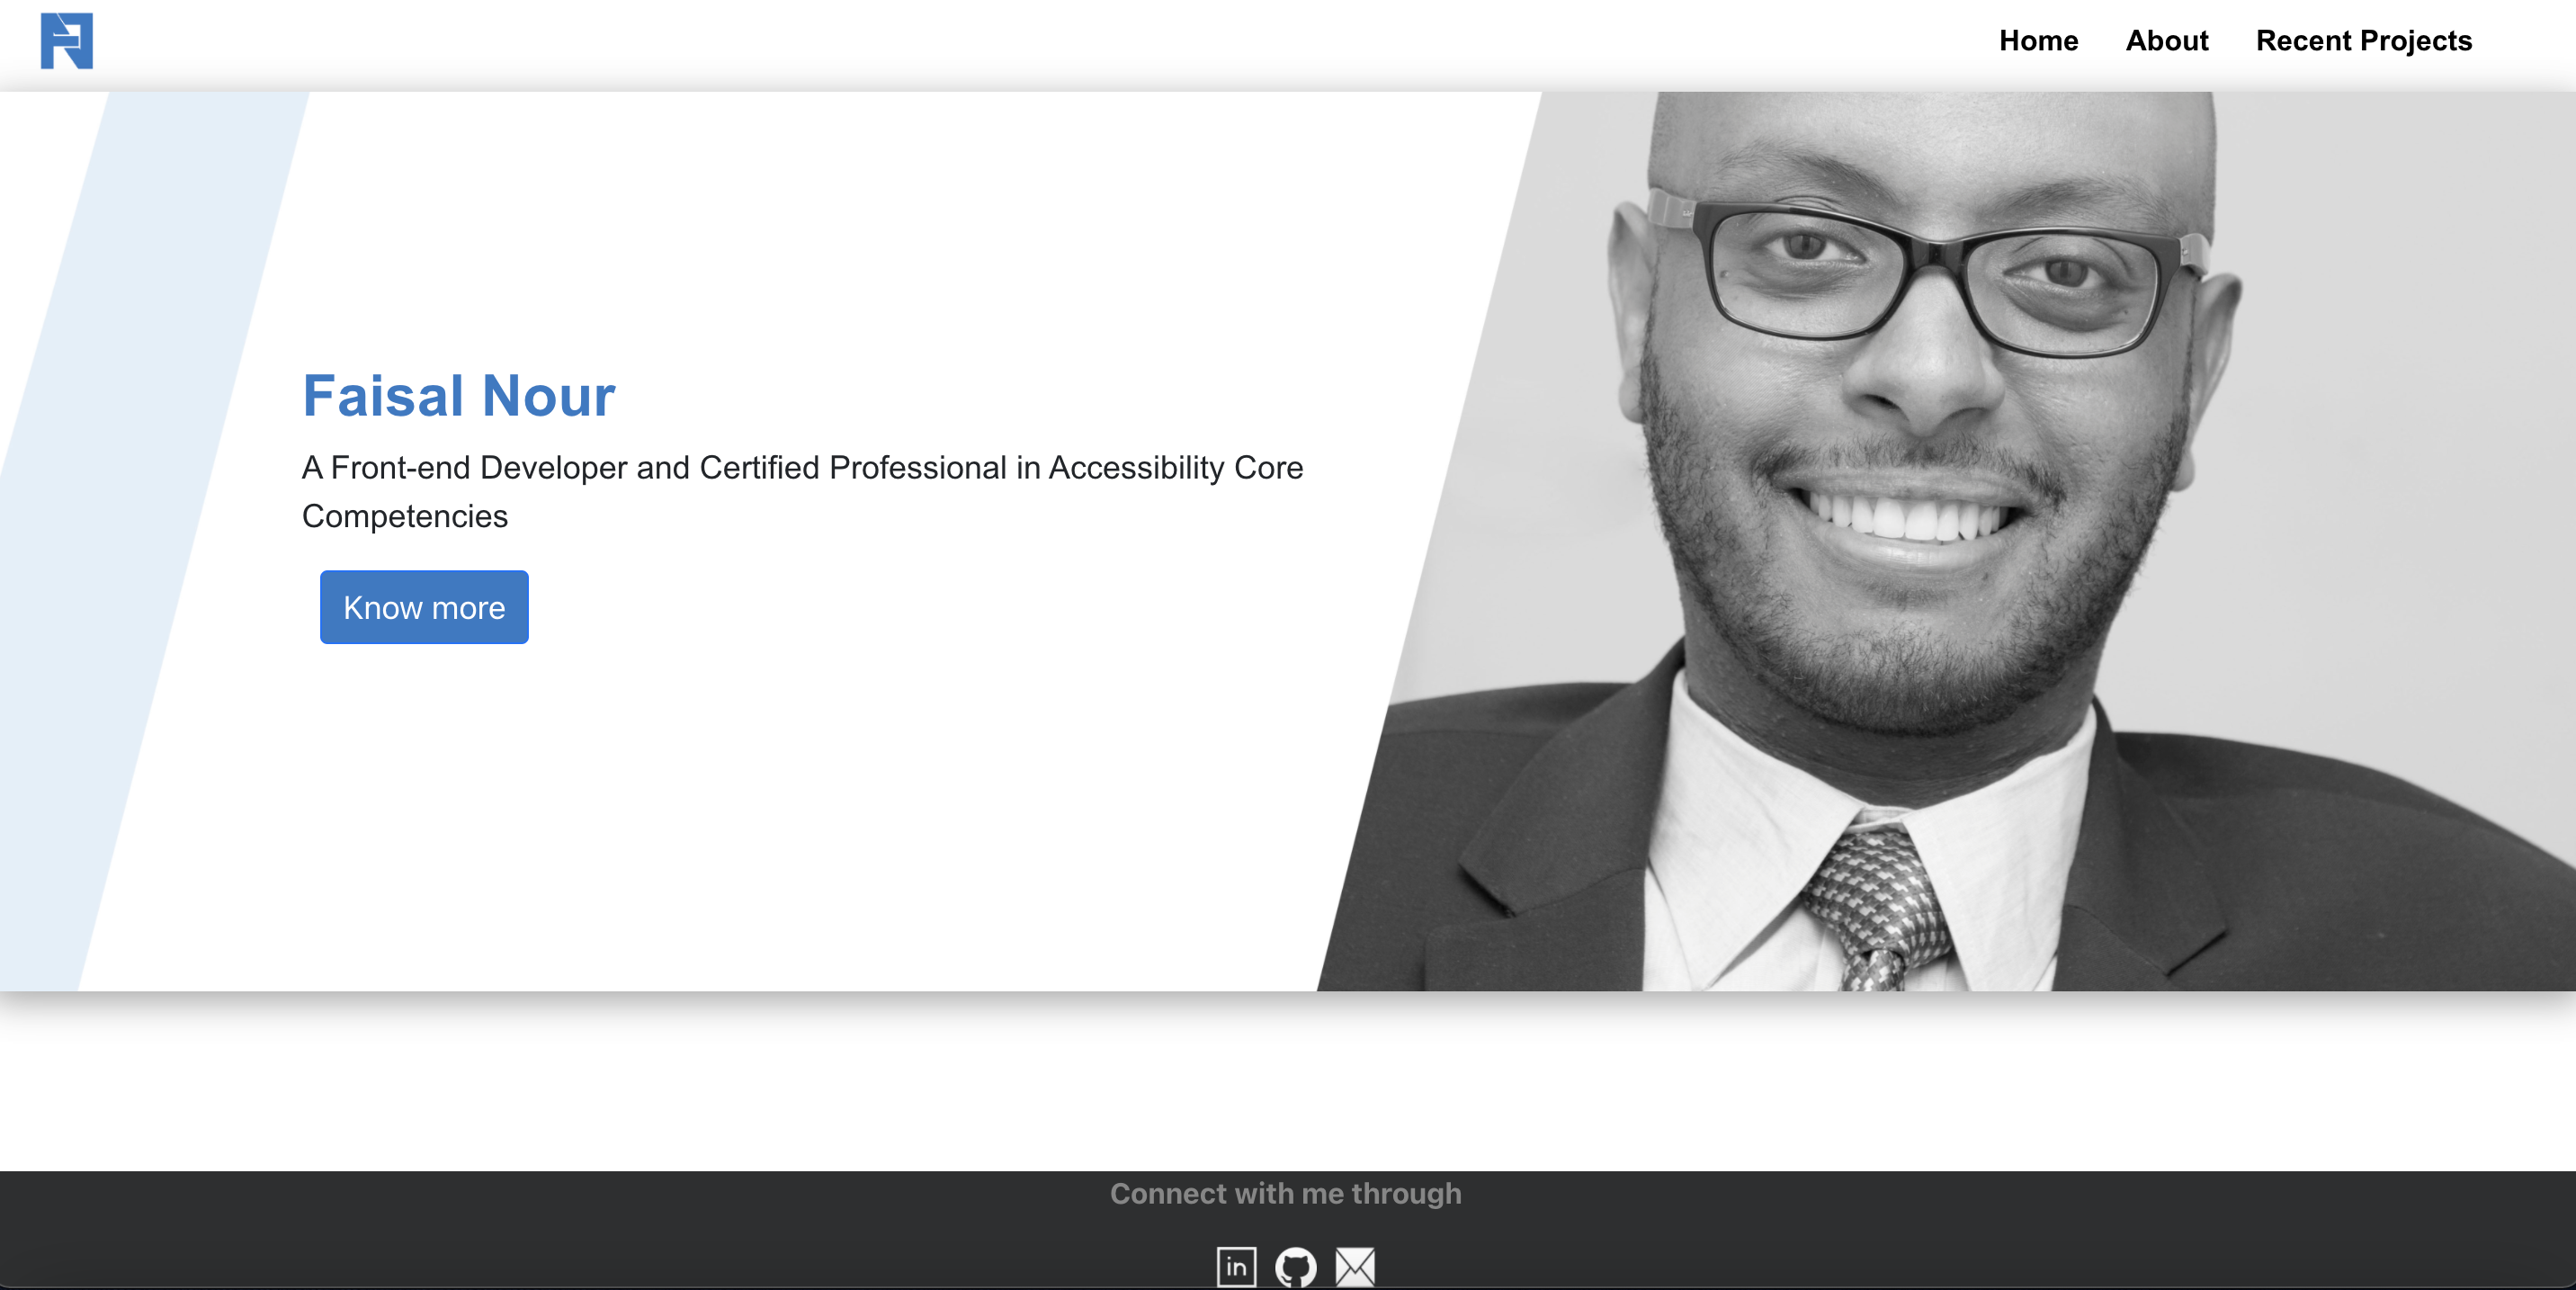 Home About Recent Projects
Faisal Nour
A Front-end Developer and Certified Professional in Accessibility Core
Competencies
Know more
Connect with me through
in